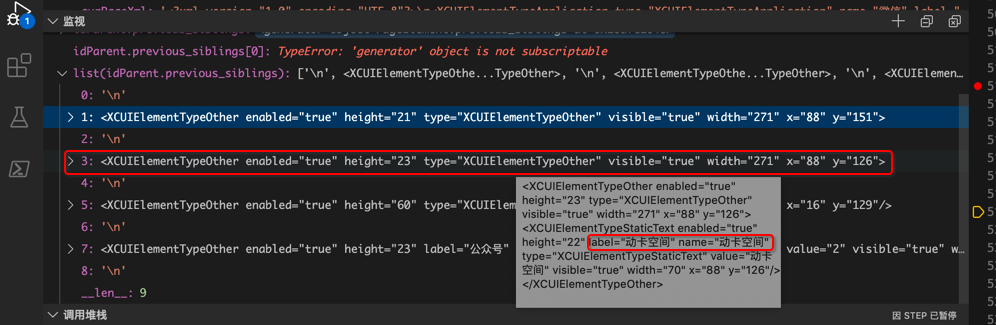 监视
1
idParent.previous_siblings[0]: TypeError: 'generator' object is not subscriptable
list(idParent.previous_siblings): ['\n', <XCUIElementTypeOthe...TypeOther>, '\n', <XCUIElementTypeOthe...TypeOther>, '\n', <XCUIElemen…
0: '\n'
1: <XCUIElementTypeOther enabled="true" height="21" type="XCUIElementTypeOther" visible="true" width="271" x="88" y="151">
2: '\n'
3: <XCUIElementTypeOther enabled="true" height="23" type="XCUIElementTypeOther" visible="true" width="271" x="88" y="126">
4: '\n'
5: <XCUIElementTypeOther enabled="true" height="60" type="XCUIElem x="16" y="129"/>
6: '\n'
7: <XCUIElementTypeOther enabled="true" height="23" label="公众号" value="2" visible="true" w…
8: '\n'
__len__: 9
<XCUIElementTypeOther enabled="true"
height="23" type="XCUIElementTypeOther"
visible="true" width="271" x="88" y="126">
<XCUIElementTypeStaticText enabled="true"
height="22" label="动卡空间" name="动卡空间"
type="XCUIElementTypeStaticText" value="动卡
空间" visible="true" width="70" x="88" y="126"/>
</XCUIElementTypeOther>
调用堆栈
因 STEP 已暂停